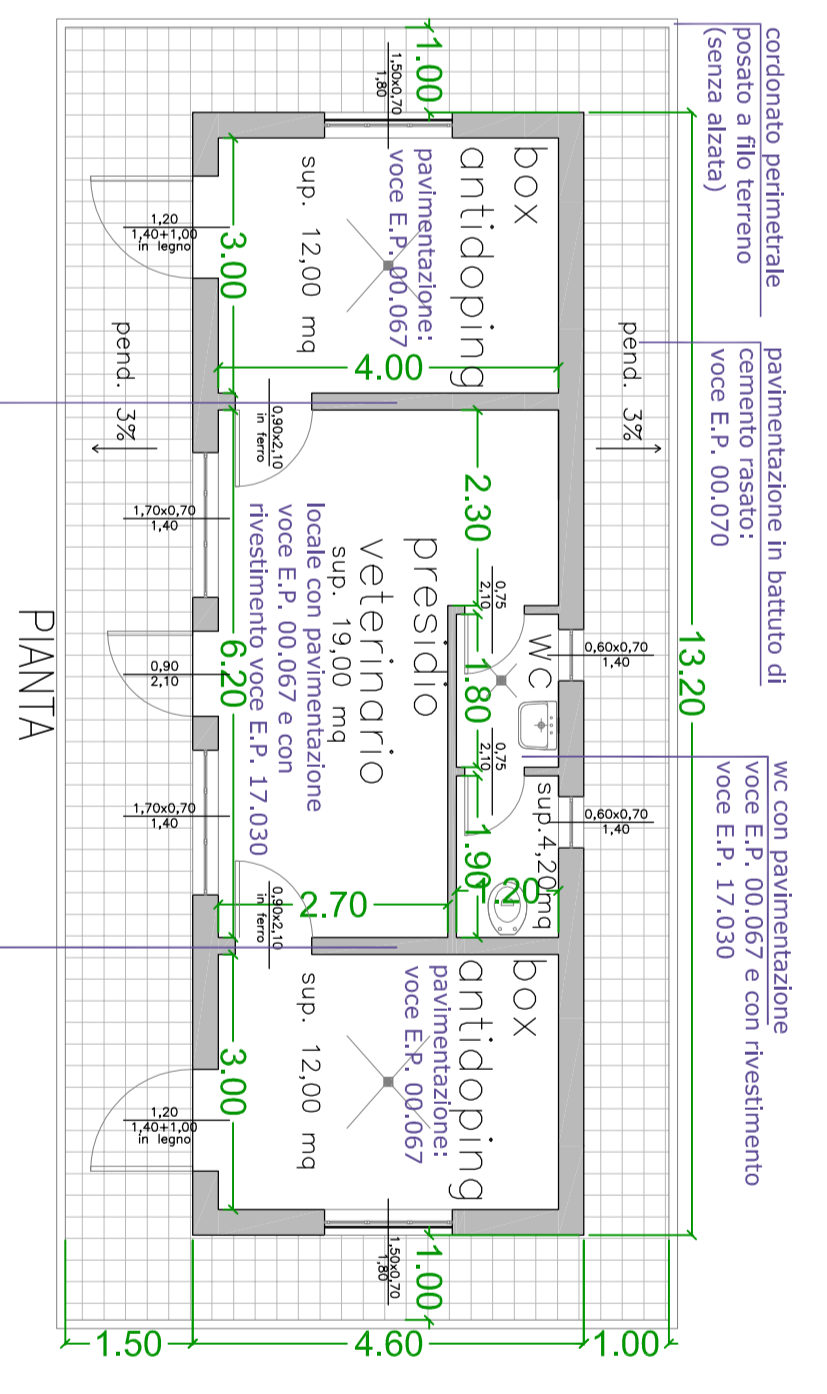 cordonato perimetrale
posato a filo terreno
(senza alzata)
pavimentazione in battuto di
cemento rasato:
voce E.P. 00.070
wc con pavimentazione
voce E.P. 00.067 e con rivestimento
voce E.P. 17.030
13.20
pend. 3%
0,60x0,70
1,40
0,60x0,70
1,40
1.00
1,50x0,70
1,80
box
antidoping
pavimentazione:
voce E.P. 00.067
sup. 12,00 mq
4.00
3.00
1,20
1,40+1,00
in legno
2.30
0,75
2,10
WC
1.80
0,75
2,10
sup.4,20mq
1.90
1.20
presidio
veterinario
sup. 19,00 mq
locale con pavimentazione
voce E.P. 00.067 e con
rivestimento voce E.P. 17.030
0,90x2,10
in ferro
0,90x2,10
in ferro
2.70
6.20
1,70x0,70
1,40
0,90
2,10
1,70x0,70
1,40
box
antidoping
pavimentazione:
voce E.P. 00.067
sup. 12,00 mq
3.00
1,20
1,40+1,00
in legno
1,50x0,70
1,80
1.00
pend. 3%
1.50
4.60
1.00
PIANTA